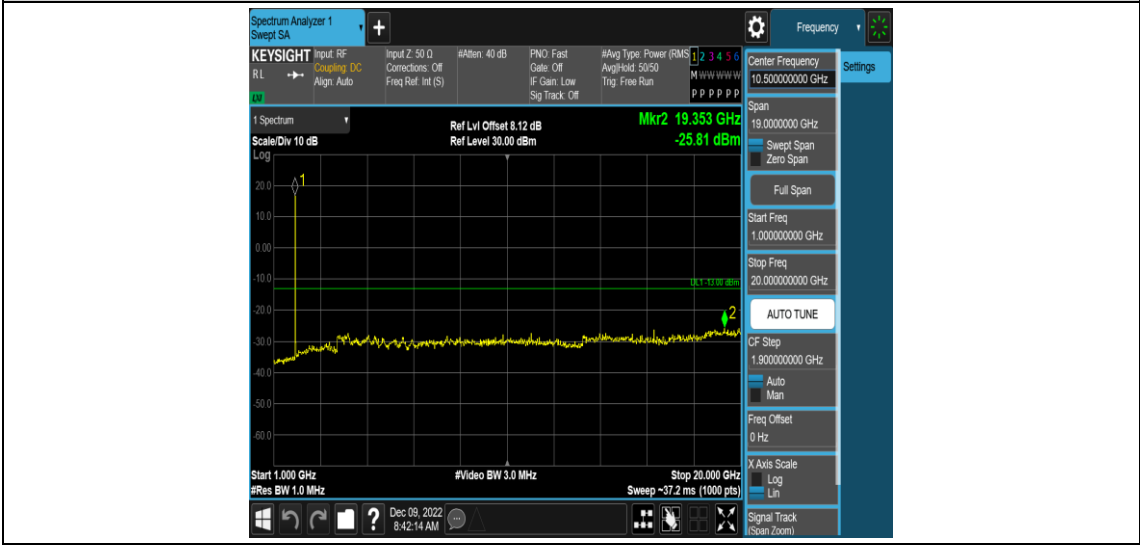 Spectrum Analyzer 1
Swept SA
+
Frequency
KEYSIGHT
RL
LM
Input: RF
Coupling: DC
Align: Auto
Input Z: 50 Ω
Corrections: Off
Freq Ref: Int (S)
#Atten: 40 dB
PNO: Fast
Gate: Off
IF Gain: Low
Sig Track: Off
#Avg Type: Power (RMS
Avg|Hold: 50/50
Trig: Free Run
1 2 3 4 5 6
M W W W W W
P P P P P P
1 Spectrum
Scale/Div 10 dB
Log
Ref Lvl Offset 8.12 dB
Ref Level 30.00 dBm
Mkr2 19.353 GHz
-25.81 dBm
1
20.0
10.0
0.00
-10.0
DL1 -13.00 dBm
-20.0
2
-30.0
-40.0
-50.0
-60.0
Start 1.000 GHz
#Res BW 1.0 MHz
#Video BW 3.0 MHz
Stop 20.000 GHz
Sweep ~37.2 ms (1000 pts)
?
Dec 09, 2022
8:42:14 AM
Center Frequency
10.500000000 GHz
Settings
Span
19.0000000 GHz
Swept Span
Zero Span
Full Span
Start Freq
1.000000000 GHz
Stop Freq
20.000000000 GHz
AUTO TUNE
CF Step
1.900000000 GHz
Auto
Man
Freq Offset
0 Hz
X Axis Scale
Log
Lin
Signal Track
(Span Zoom)